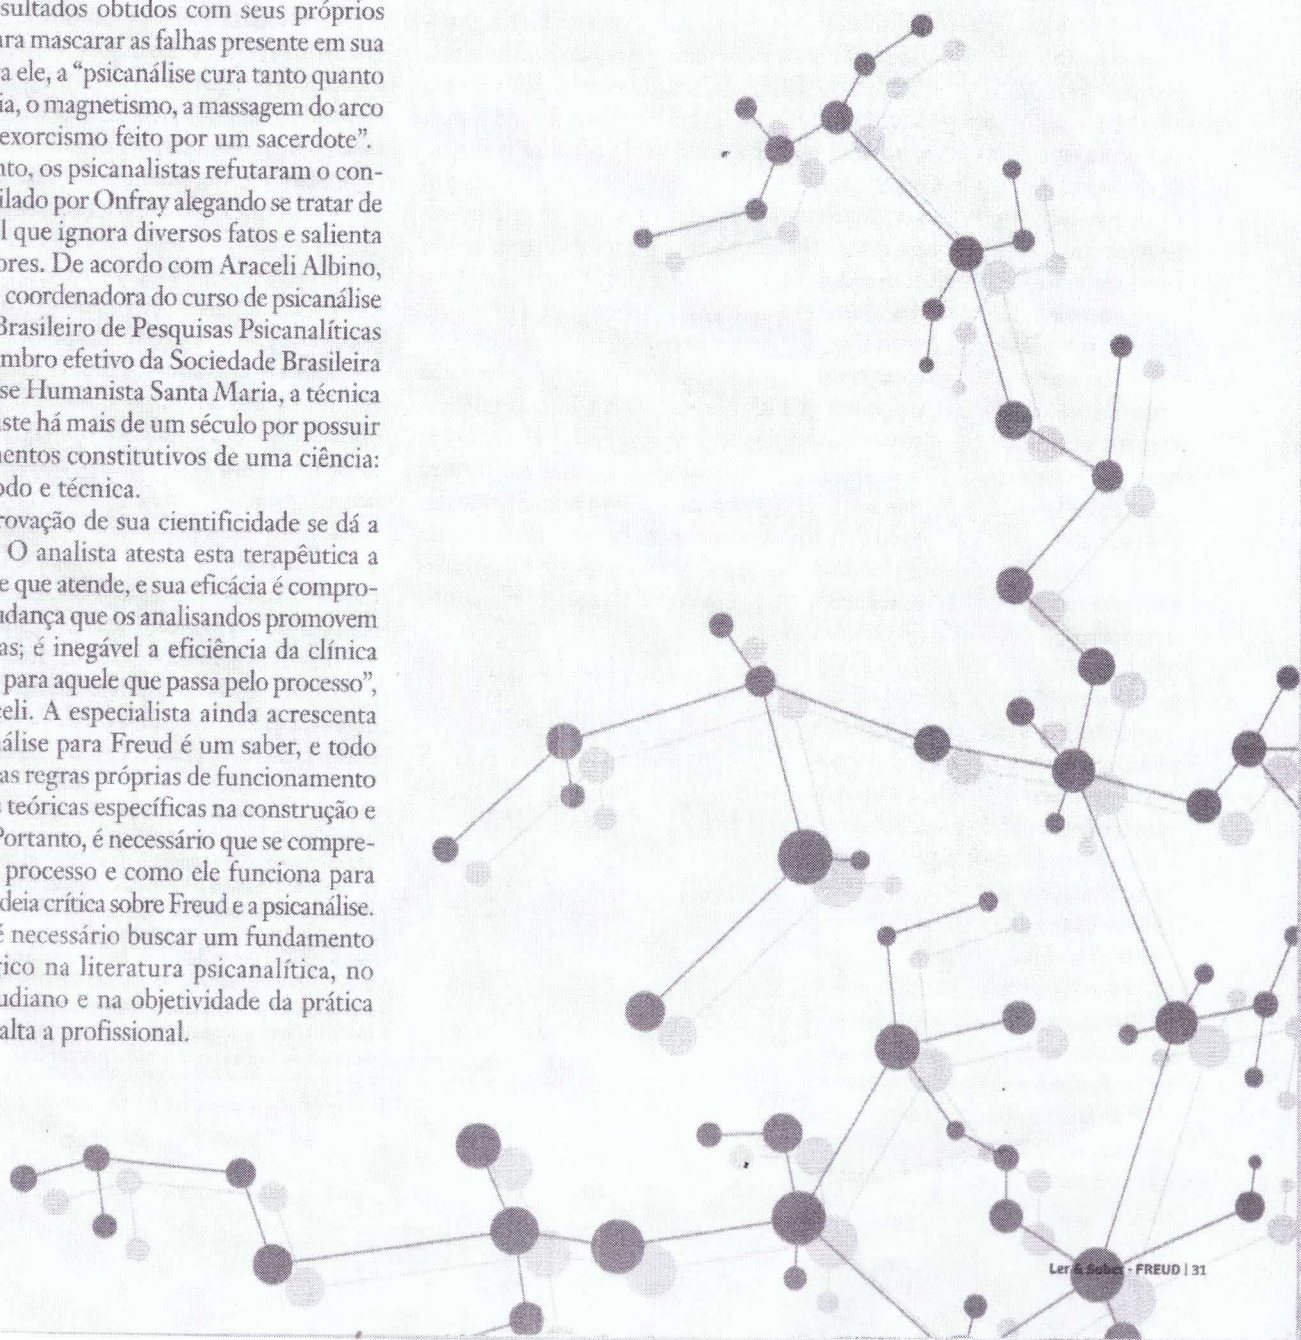 sultados obtidos com seus próprios
ara mascarar as falhas presente em sua
a ele, a “psicanálise cura tanto quanto
ia, o magnetismo, a massagem do arco
exorcismo feito por um sacerdote”.
nto, os psicanalistas refutaram o con-
ilado por Onfray alegando se tratar de
l que ignora diversos fatos e salienta
ores. De acordo com Araceli Albino,
coordenadora do curso de psicanálise
Brasileiro de Pesquisas Psicanalíticas
mbro efetivo da Sociedade Brasileira
se Humanista Santa Maria, a técnica
iste há mais de um século por possuir
nentos constitutivos de uma ciência:
odo e técnica.
rovação de sua cientificidade se dá a
O analista atesta esta terapêutica a
e que atende, e sua eficácia é compro-
udança que os analisandos promovem
as; é inegável a eficiência da clínica
para aquele que passa pelo processo”,
eli. A especialista ainda acrescenta
álise para Freud é um saber, e todo
as regras próprias de funcionamento
s teóricas específicas na construção e
Portanto, é necessário que se compre-
processo e como ele funciona para
deia crítica sobre Freud e a psicanálise.
é necessário buscar um fundamento
rico na literatura psicanalítica, no
udiano e na objetividade da prática
alta a profissional.
Ler & Saber - FREUD | 31